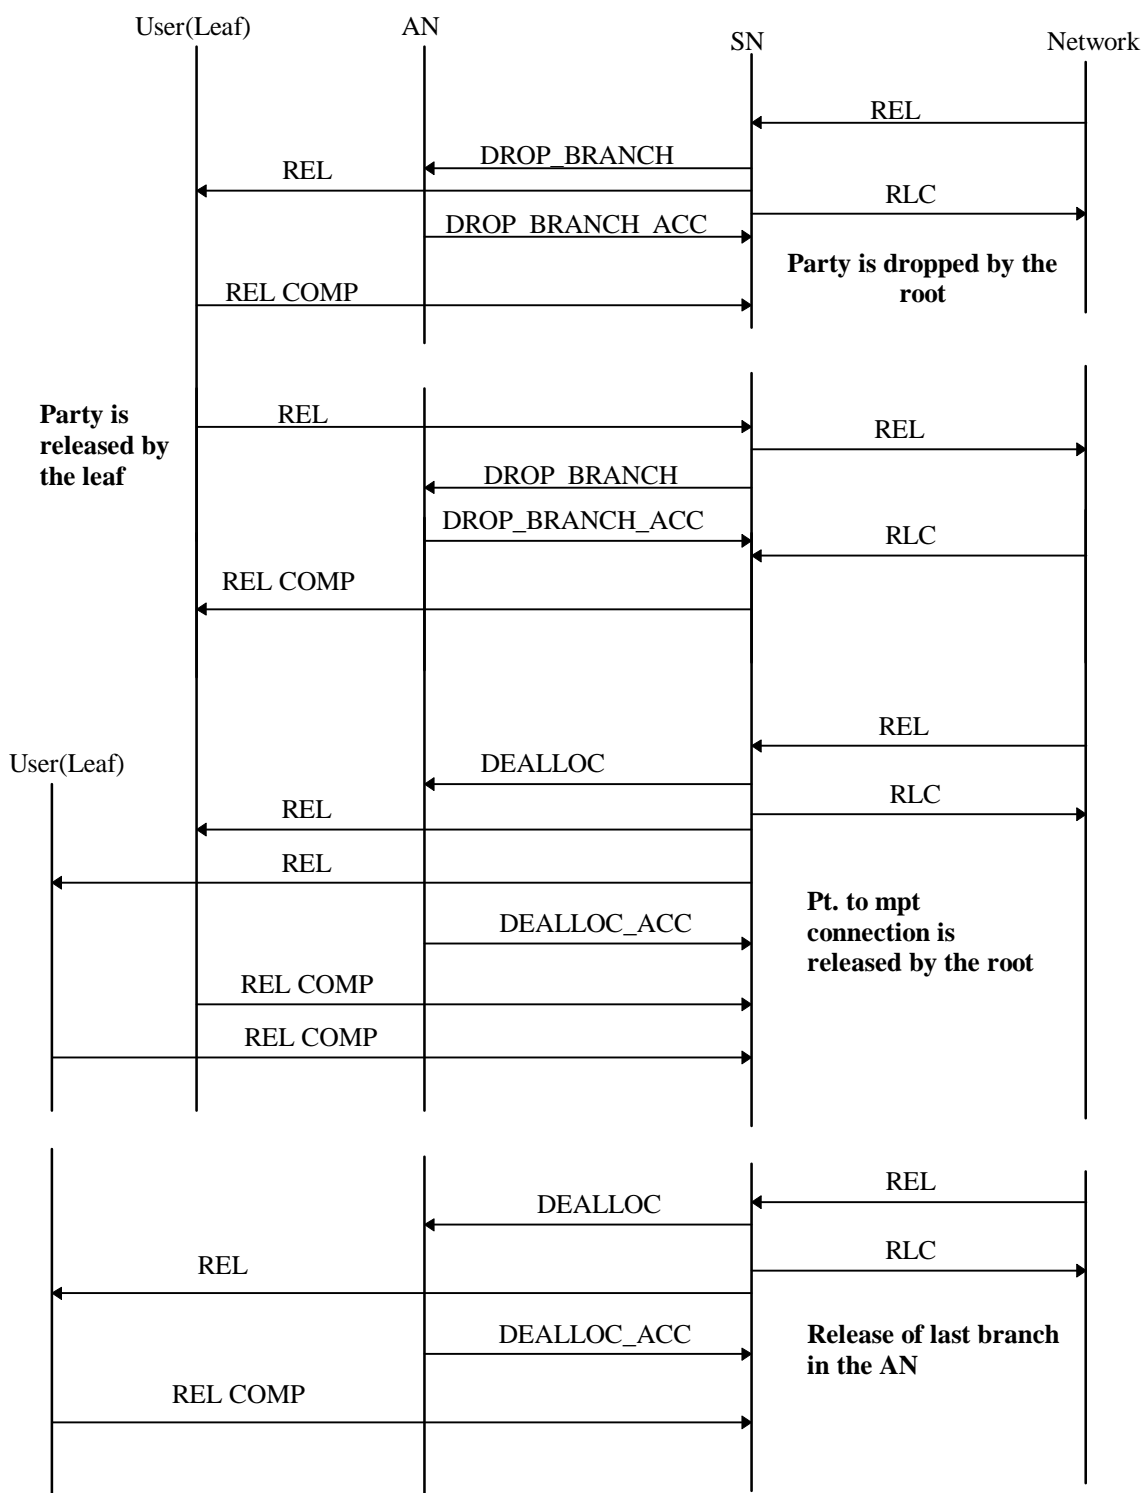 User(Leaf)
AN
SN
Network
REL
DROP_BRANCH
REL
RLC
DROP_BRANCH_ACC
Party is dropped by the
root
REL COMP
Party is
released by
the leaf
REL
REL
DROP_BRANCH
DROP_BRANCH_ACC
RLC
REL COMP
REL
User(Leaf)
DEALLOC
RLC
REL
REL
Pt. to mpt
connection is
released by the root
DEALLOC_ACC
REL COMP
REL COMP
REL
DEALLOC
RLC
REL
DEALLOC_ACC
Release of last branch
in the AN
REL COMP